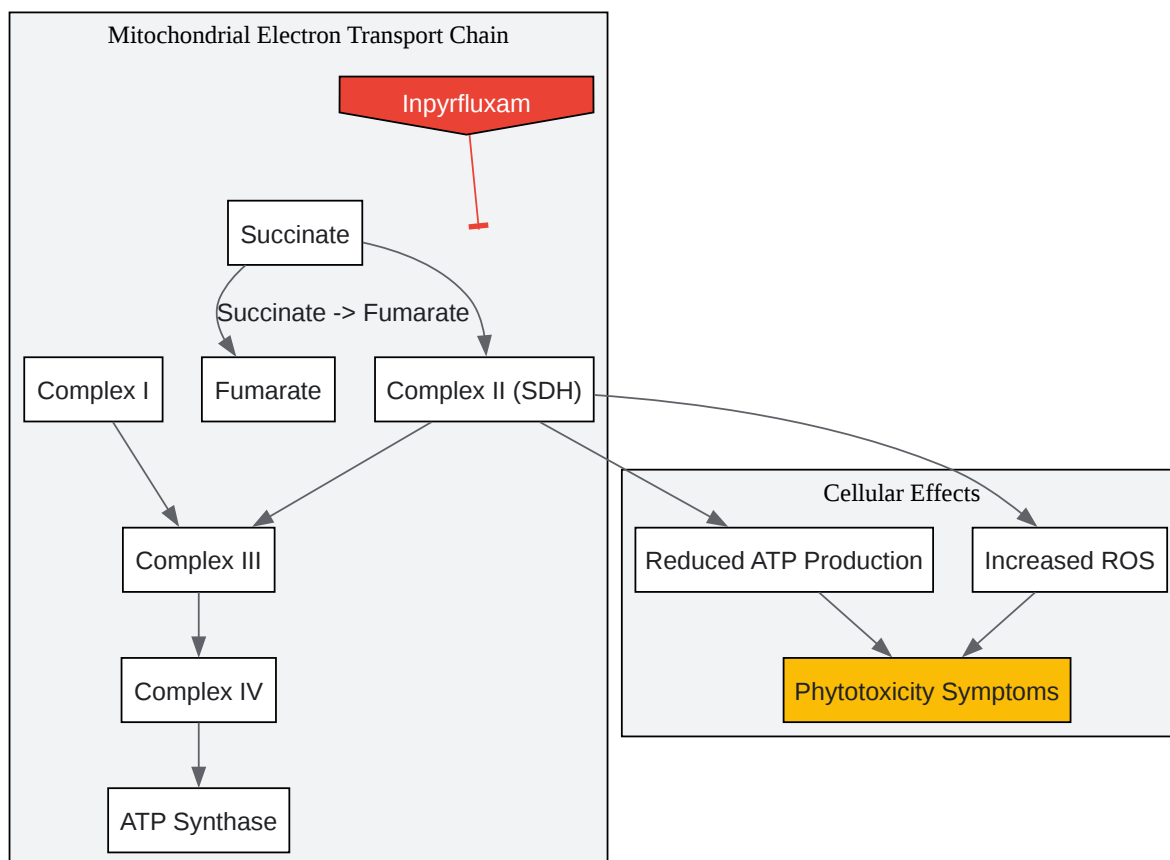 Mitochondrial Electron Transport Chain
Inpyrfluxam
Succinate
Succinate -> Fumarate
Complex I
Fumarate
Complex II (SDH)
Cellular Effects
Complex III
Reduced ATP Production
Increased ROS
Complex IV
Phytotoxicity Symptoms
ATP Synthase